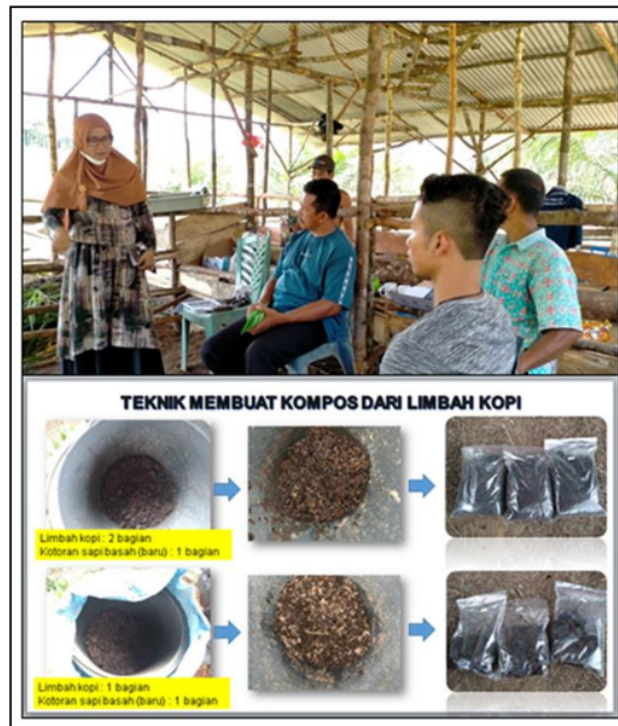 TEKNIK MEMBUAT KOMPOS DARI LIMBAH KOPI
Limbah kopi : 2 bagian
Kotoran sapi basah (baru) : 1 bagian
Limbah kopi : 1 bagian
Kotoran sapi basah (baru) : 1 bagian